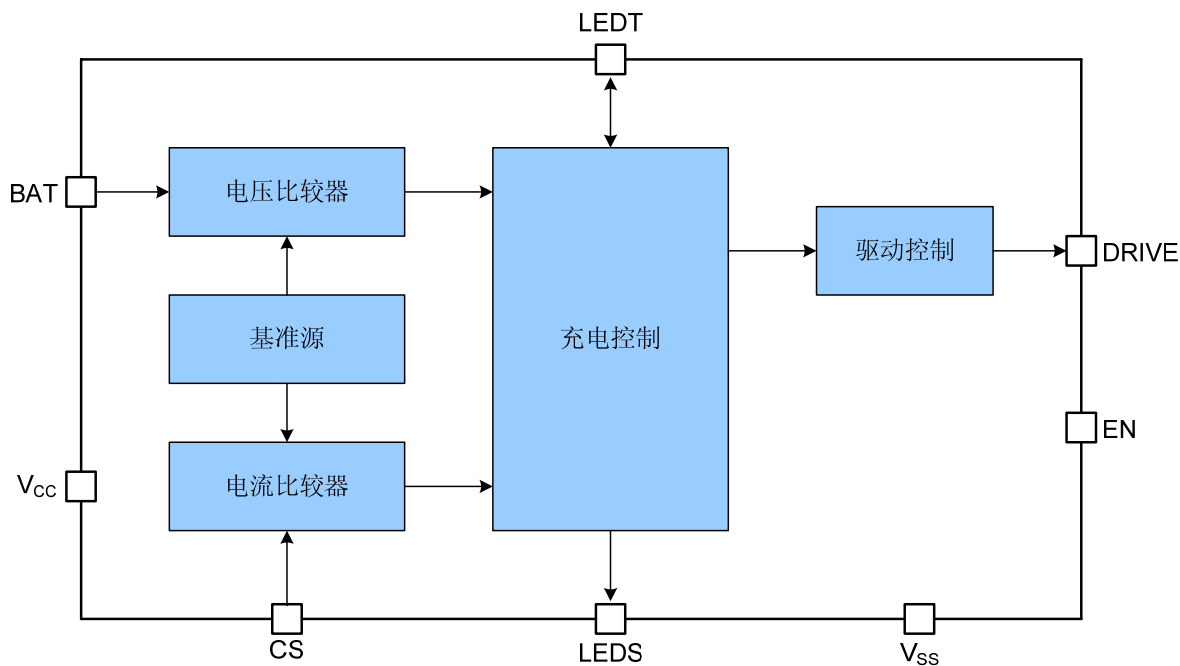 LEDT
BAT
电压比较器
驱动控制
DRIVE
基准源
充电控制
EN
VCC
电流比较器
CS
LEDS
VSS